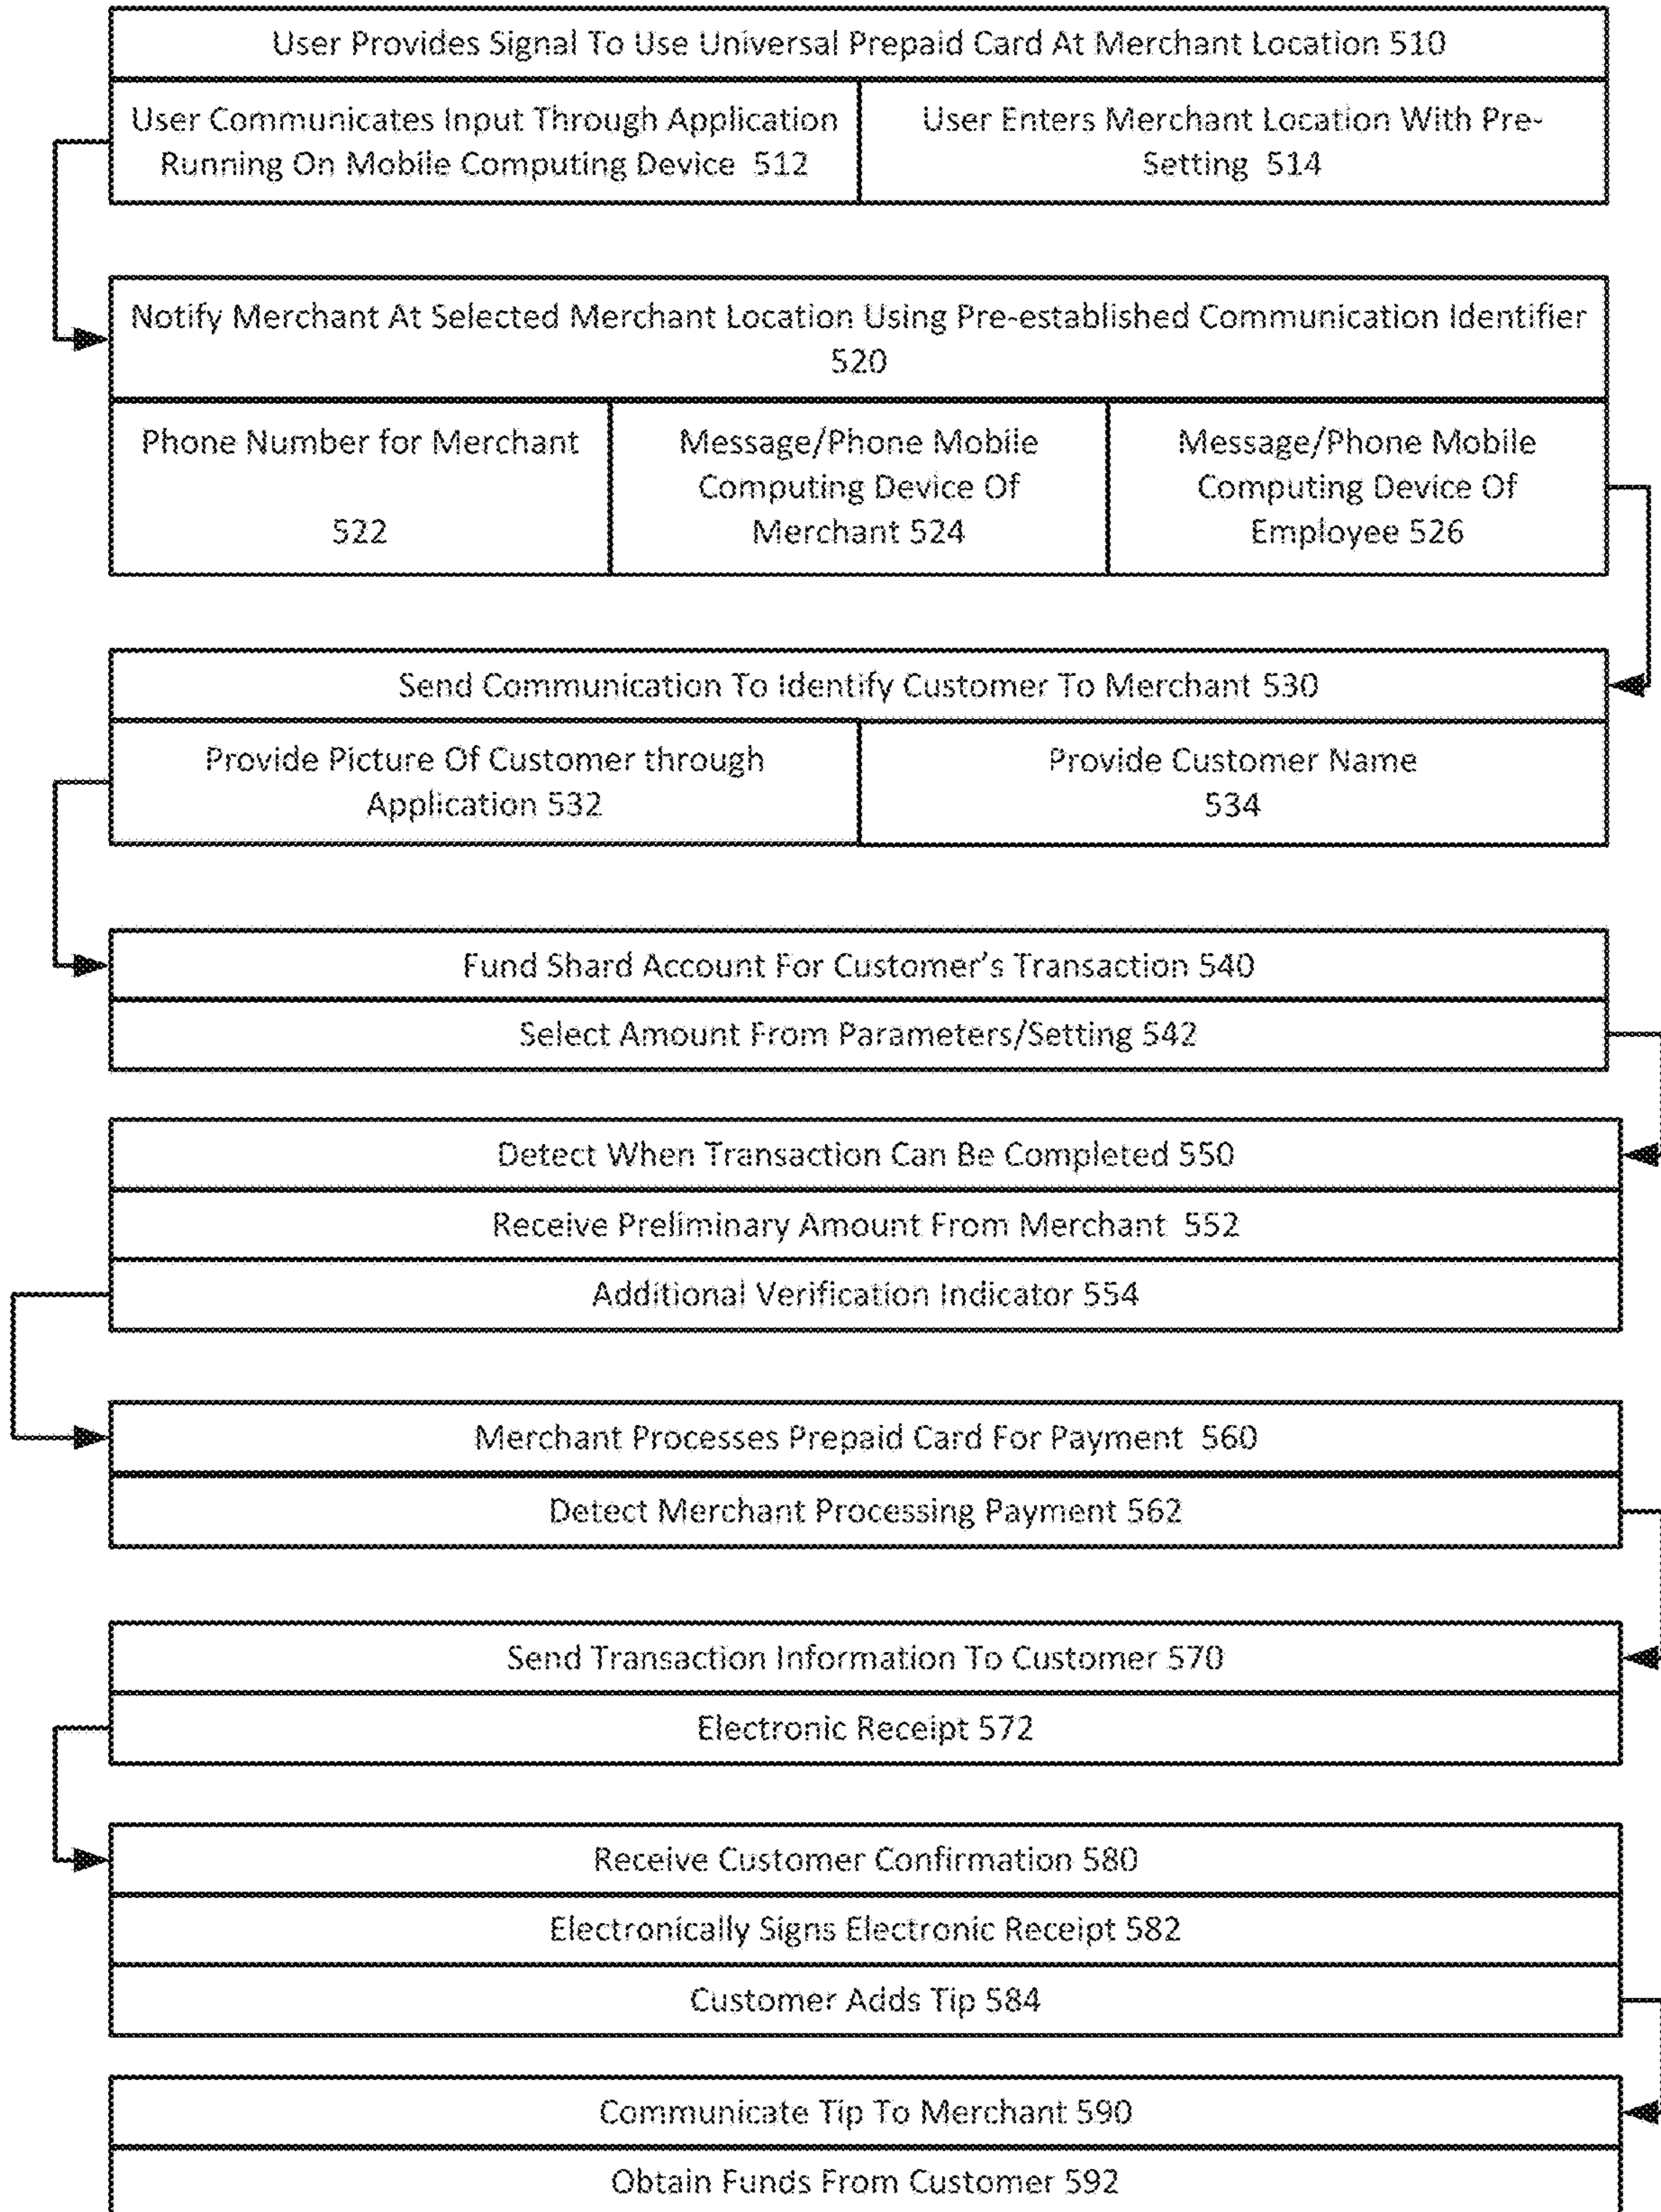 User Provides Signal To Use Universal Prepaid Card At Merchant Location 510
User Communicates Input Through Application
Running On Mobile Computing Device 512
User Enters Merchant Location With Pre-
Setting 514
Notify Merchant At Selected Merchant Location Using Pre-established Communication Identifier
520
Phone Number for Merchant
522
Message/Phone Mobile
Computing Device Of
Merchant 524
Message/Phone Mobile
Computing Device Of
Employee 526
Send Communication To Identify Customer To Merchant 530
Provide Picture Of Customer through
Application 532
Provide Customer Name
534
Fund Shard Account For Customer's Transaction 540
Select Amount From Parameters/Setting 542
Detect When Transaction Can Be Completed 550
Receive Preliminary Amount From Merchant 552
Additional Verification Indicator 554
Merchant Processes Prepaid Card For Payment 560
Detect Merchant Processing Payment 562
Send Transaction Information To Customer 570
Electronic Receipt 572
Receive Customer Confirmation 580
Electronically Signs Electronic Receipt 582
Customer Adds Tip 584
Communicate Tip To Merchant 590
Obtain Funds From Customer 592